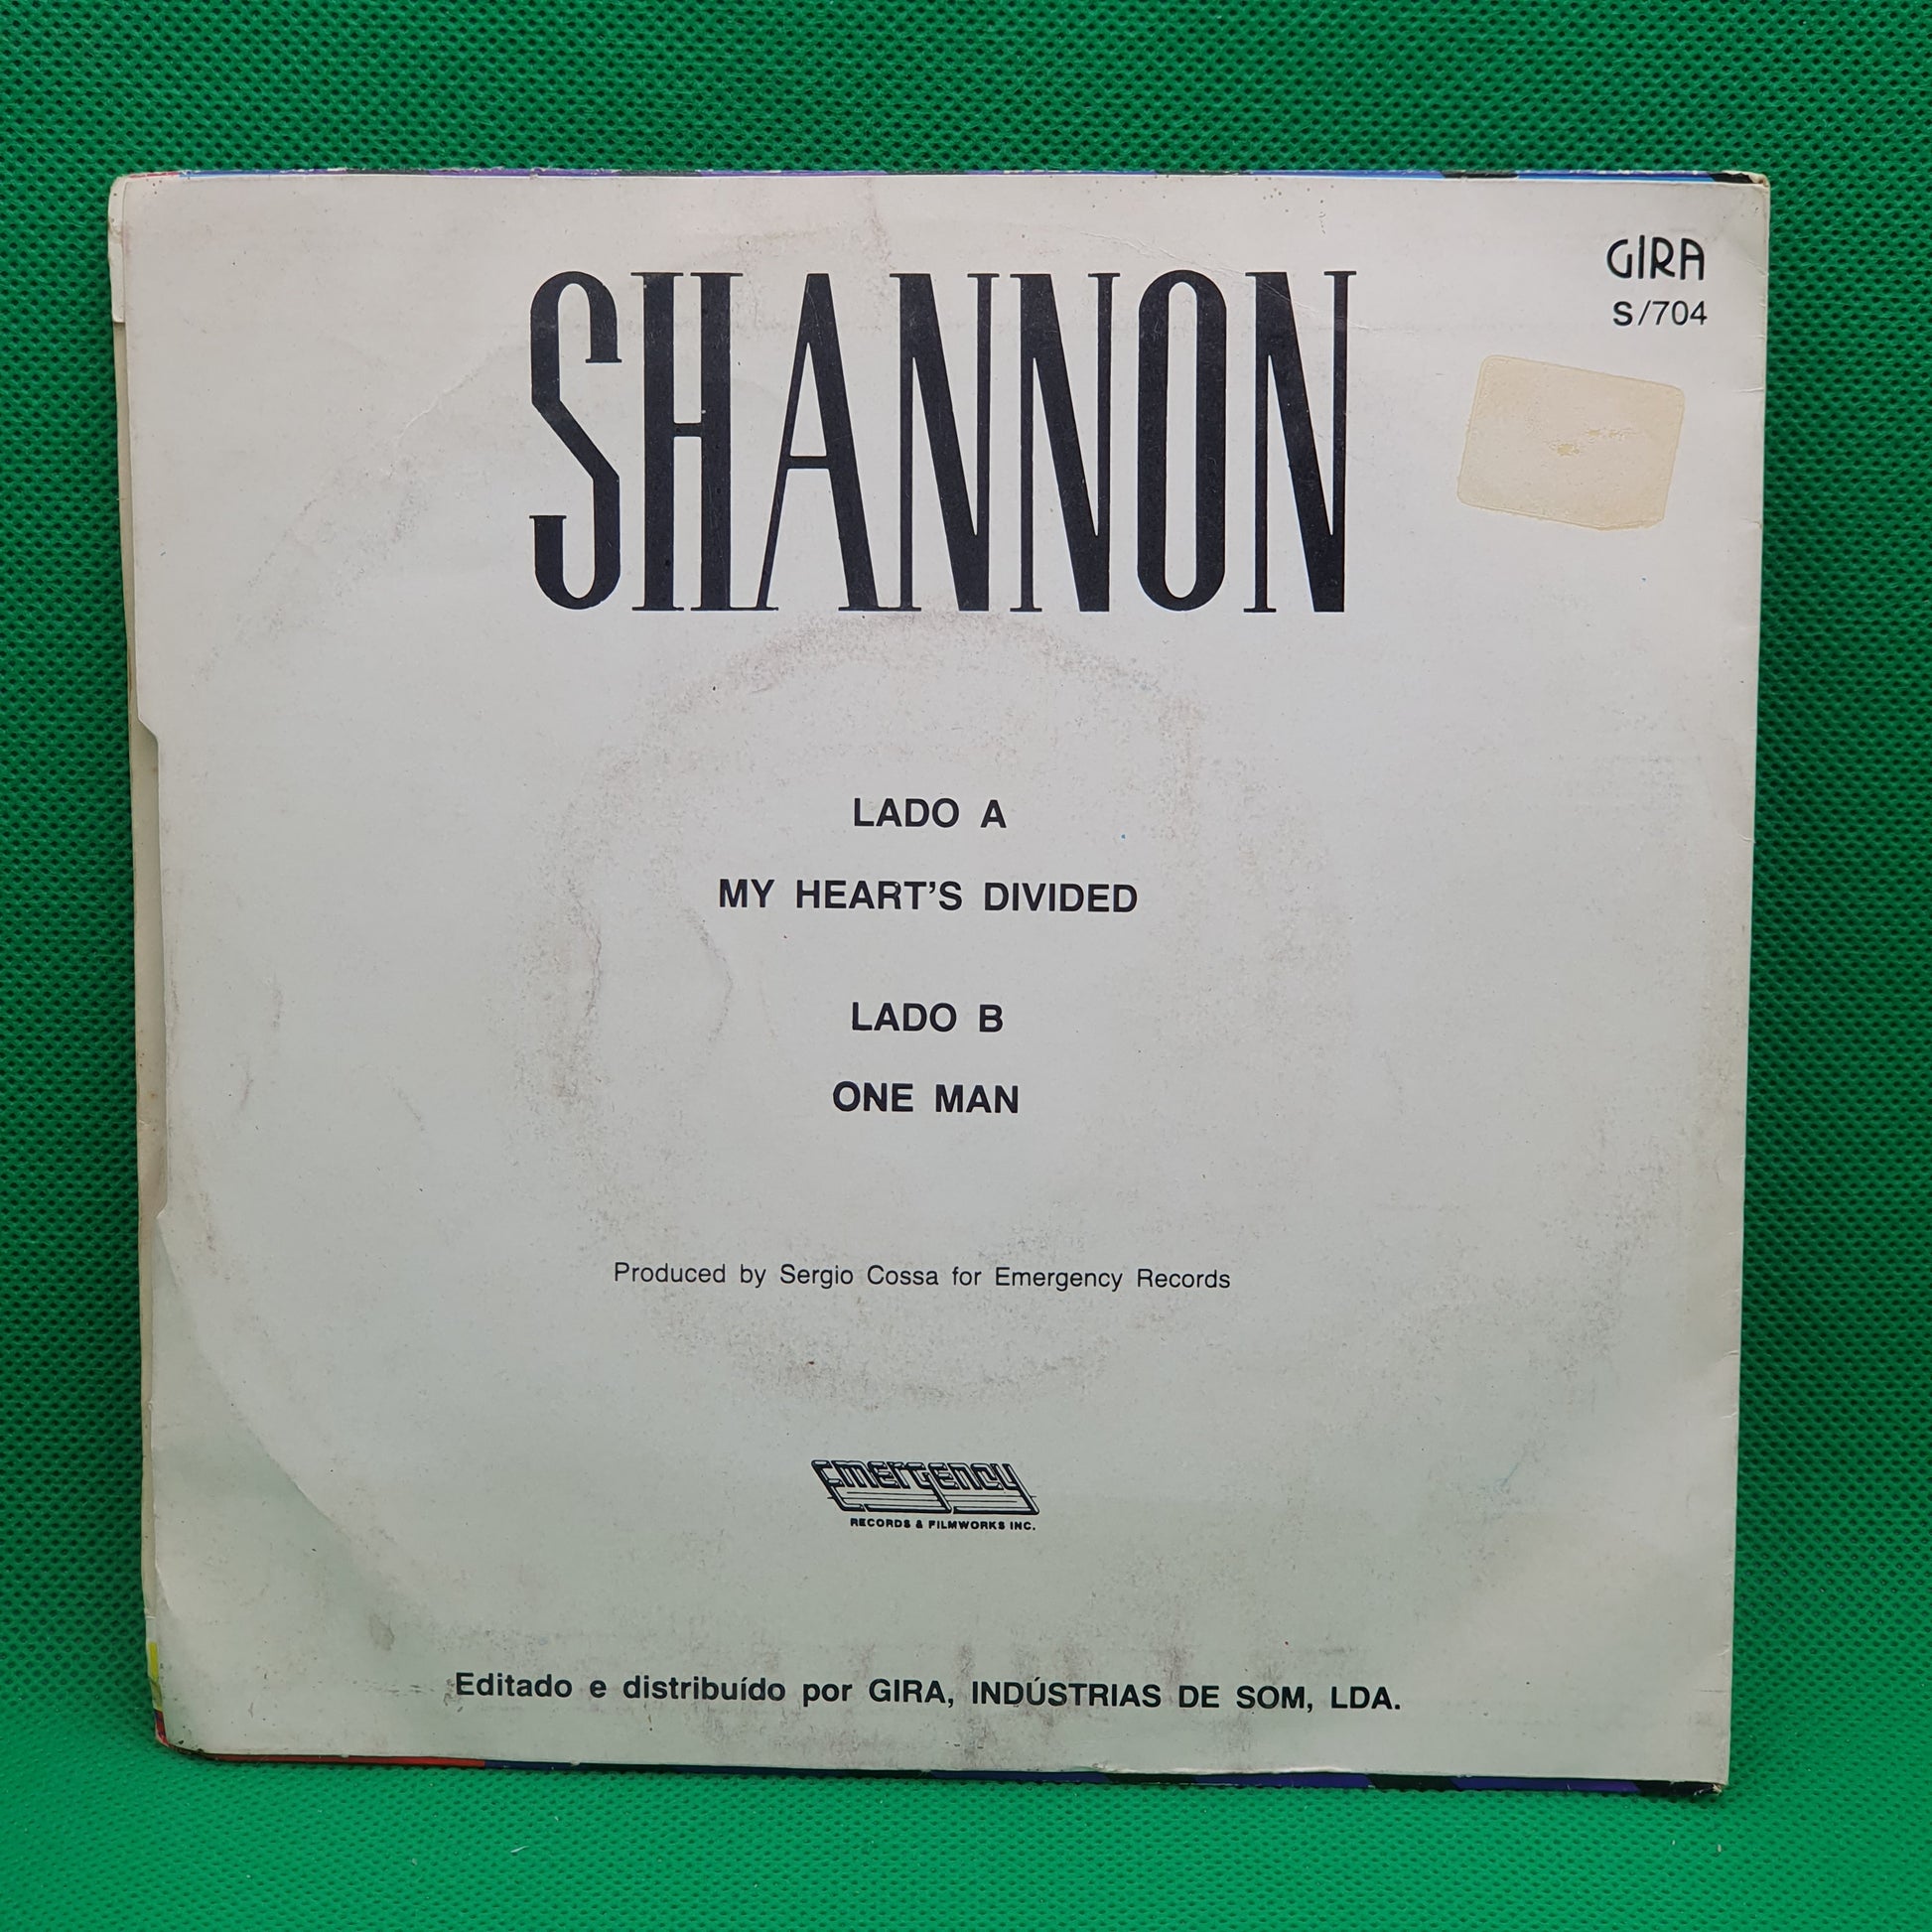 GIRA
S/704
SHANNON
LADO A
MY HEART'S DIVIDED
LADO B
ONE MAN
Produced by Sergio Cossa for Emergency Records
Emergency
RECORDS & FILMWORKS INC.
Editado e distribuído por GIRA, INDÚSTRIAS DE SOM, LDA.